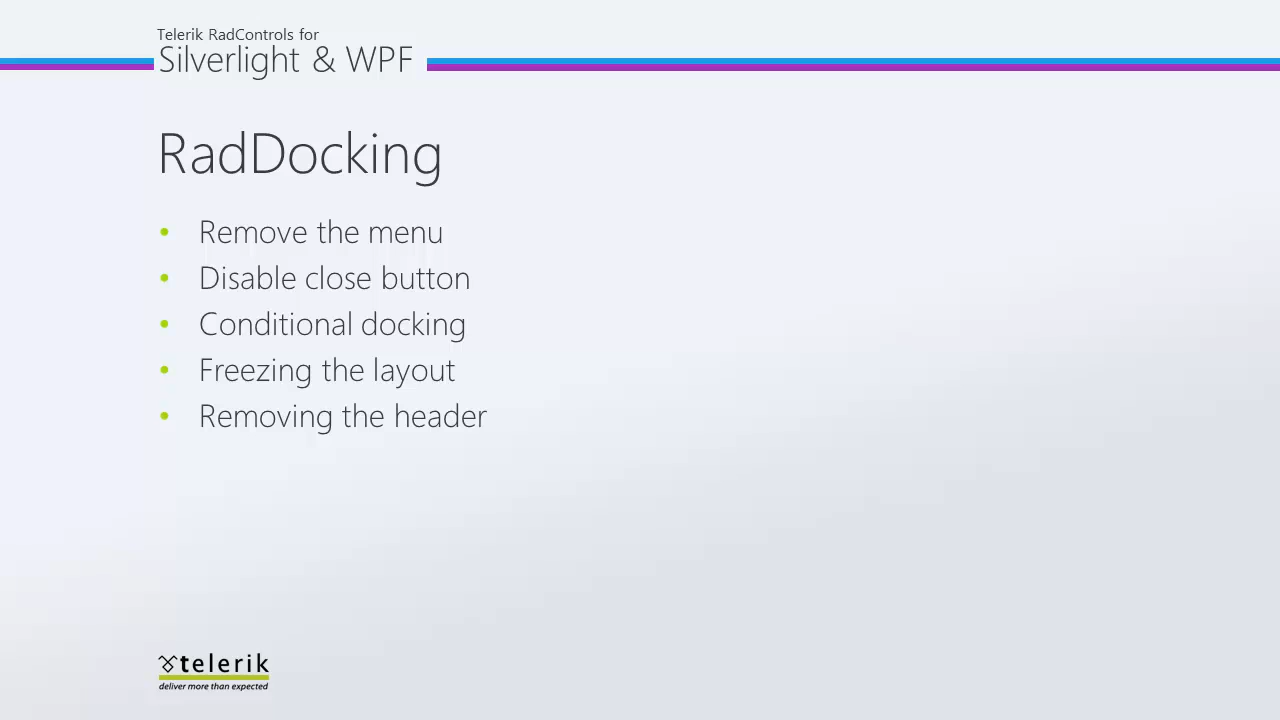 Telerik RadControls for
Silverlight & WPF
RadDocking
• Remove the menu
• Disable close button
• Conditional docking
• Freezing the layout
• Removing the header
telerik
deliver more than expected